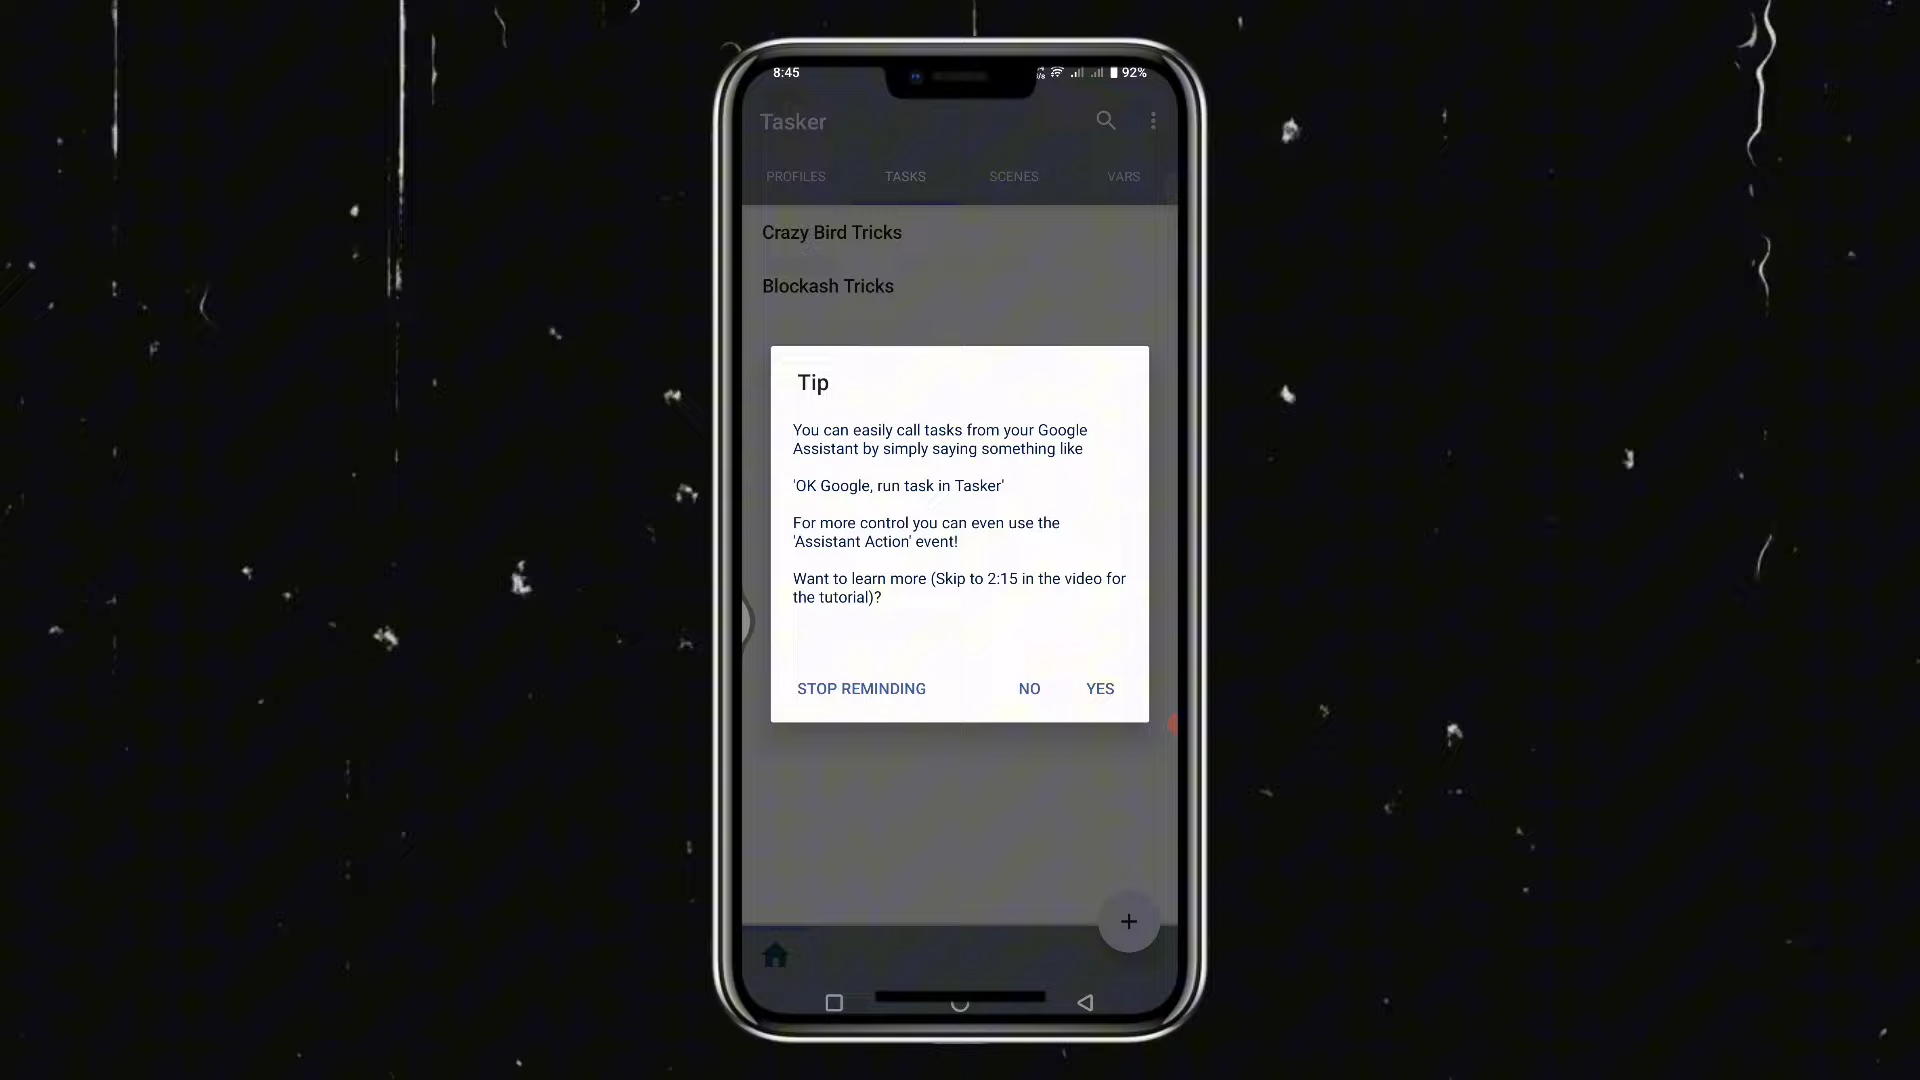 8:45
92%
Tasker
PROFILES TASKS SCENES VARS
Crazy Bird Tricks
Blockash Tricks
Tip
You can easily call tasks from your Google
Assistant by simply saying something like
'OK Google, run task in Tasker'
For more control you can even use the
'Assistant Action' event!
Want to learn more (Skip to 2:15 in the video for
the tutorial)?
STOP REMINDING NO YES